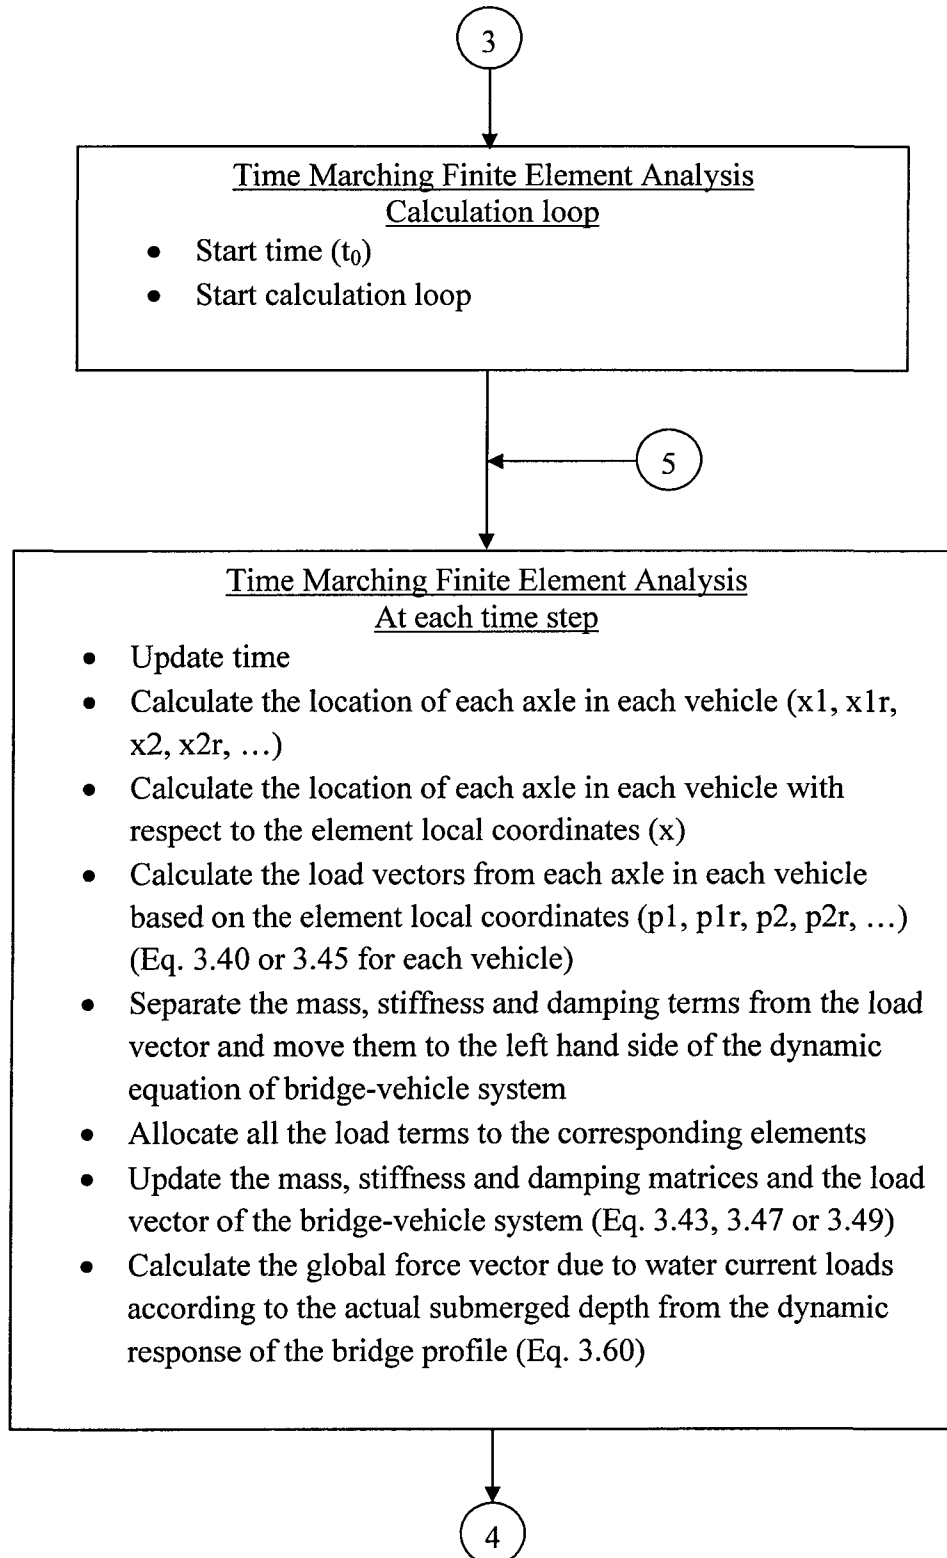 3
Time Marching Finite Element Analysis
Calculation loop
• Start time (t₀)
• Start calculation loop
5
Time Marching Finite Element Analysis
At each time step
• Update time
• Calculate the location of each axle in each vehicle (x1, x1r,
x2, x2r, …)
• Calculate the location of each axle in each vehicle with
respect to the element local coordinates (x)
• Calculate the load vectors from each axle in each vehicle
based on the element local coordinates (p1, p1r, p2, p2r, …)
(Eq. 3.40 or 3.45 for each vehicle)
• Separate the mass, stiffness and damping terms from the load
vector and move them to the left hand side of the dynamic
equation of bridge-vehicle system
• Allocate all the load terms to the corresponding elements
• Update the mass, stiffness and damping matrices and the load
vector of the bridge-vehicle system (Eq. 3.43, 3.47 or 3.49)
• Calculate the global force vector due to water current loads
according to the actual submerged depth from the dynamic
response of the bridge profile (Eq. 3.60)
4